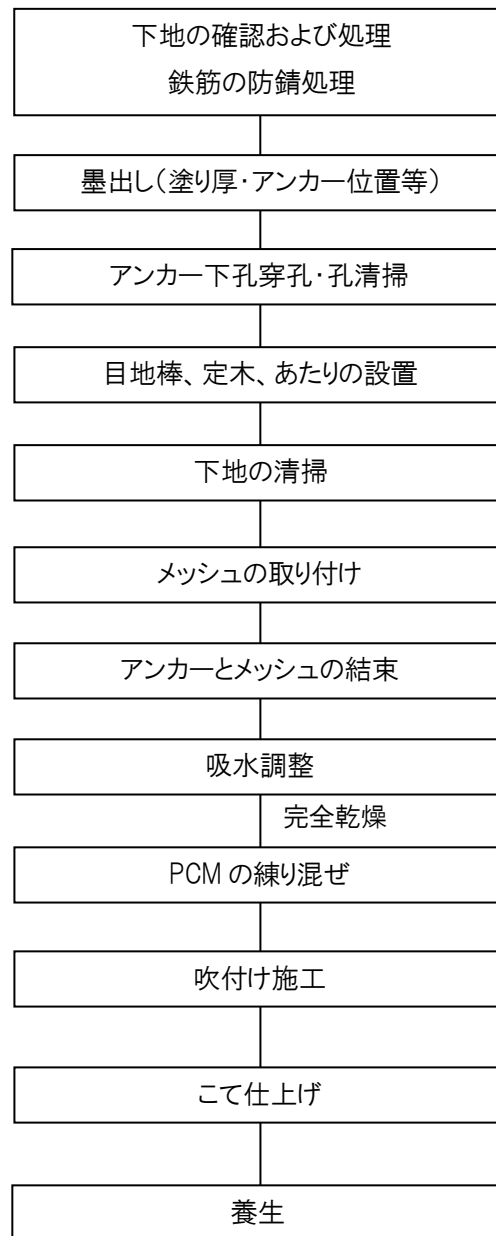 下地の確認および処理
鉄筋の防錆処理
墨出し（塗り厚・アンカー位置等）
アンカー下孔穿孔・孔清掃
目地棒、定木、あたりの設置
下地の清掃
メッシュの取り付け
アンカーとメッシュの結束
吸水調整
完全乾燥
PCM の練り混ぜ
吹付け施工
こて仕上げ
養生